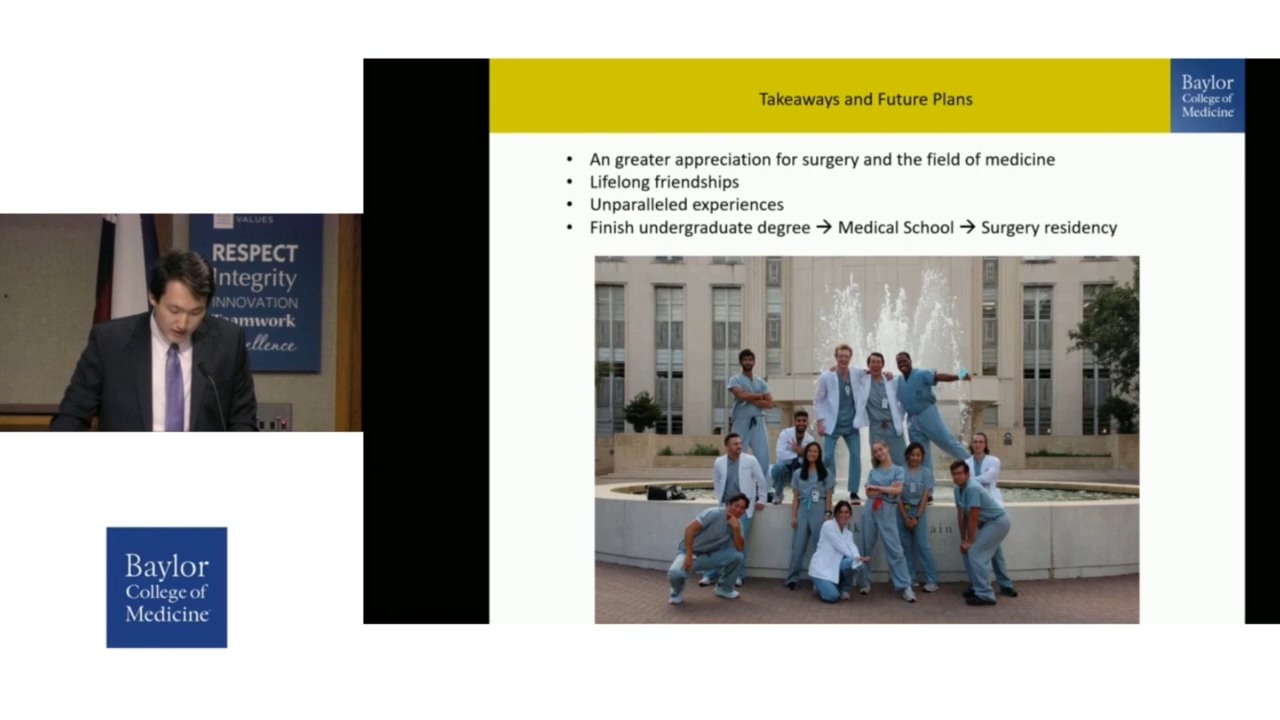 Takeaways and Future Plans
Baylor
College of
Medicine
• An greater appreciation for surgery and the field of medicine
• Lifelong friendships
• Unparalleled experiences
• Finish undergraduate degree → Medical School → Surgery residency
VALUES
RESPECT
Integrity
INNOVATION
Teamwork
ain
Baylor
College of
Medicine